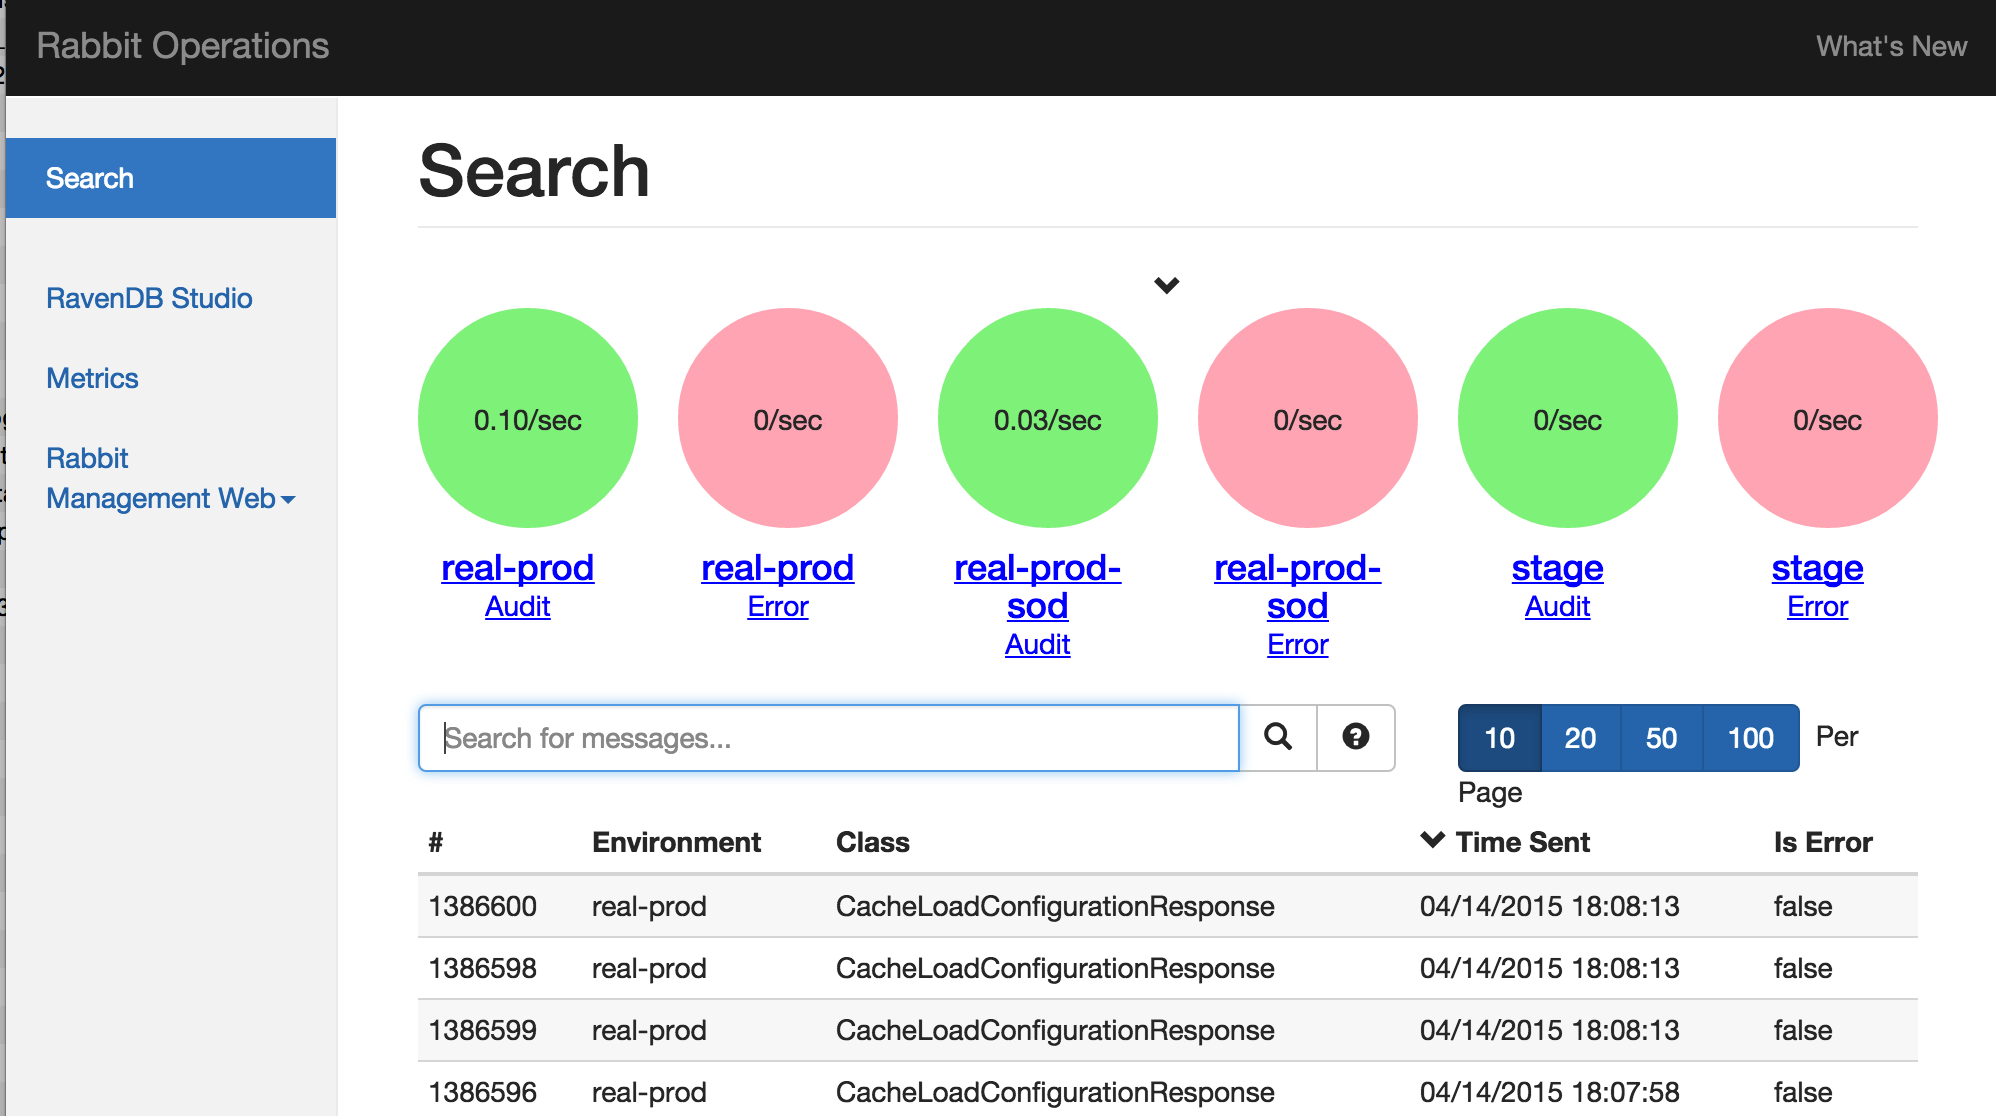 Rabbit Operations
What's New
Search
RavenDB Studio
Metrics
Rabbit
Management Web
Search
0.10/sec
0/sec
0.03/sec
0/sec
0/sec
0/sec
real-prod
Audit
real-prod
Error
real-prod-
sod
Audit
real-prod-
sod
Error
stage
Audit
stage
Error
Search for messages...
10 20 50 100 Per
Page
# Environment Class Time Sent Is Error
1386600 real-prod CacheLoadConfigurationResponse 04/14/2015 18:08:13 false
1386598 real-prod CacheLoadConfigurationResponse 04/14/2015 18:08:13 false
1386599 real-prod CacheLoadConfigurationResponse 04/14/2015 18:08:13 false
1386596 real-prod CacheLoadConfigurationResponse 04/14/2015 18:07:58 false